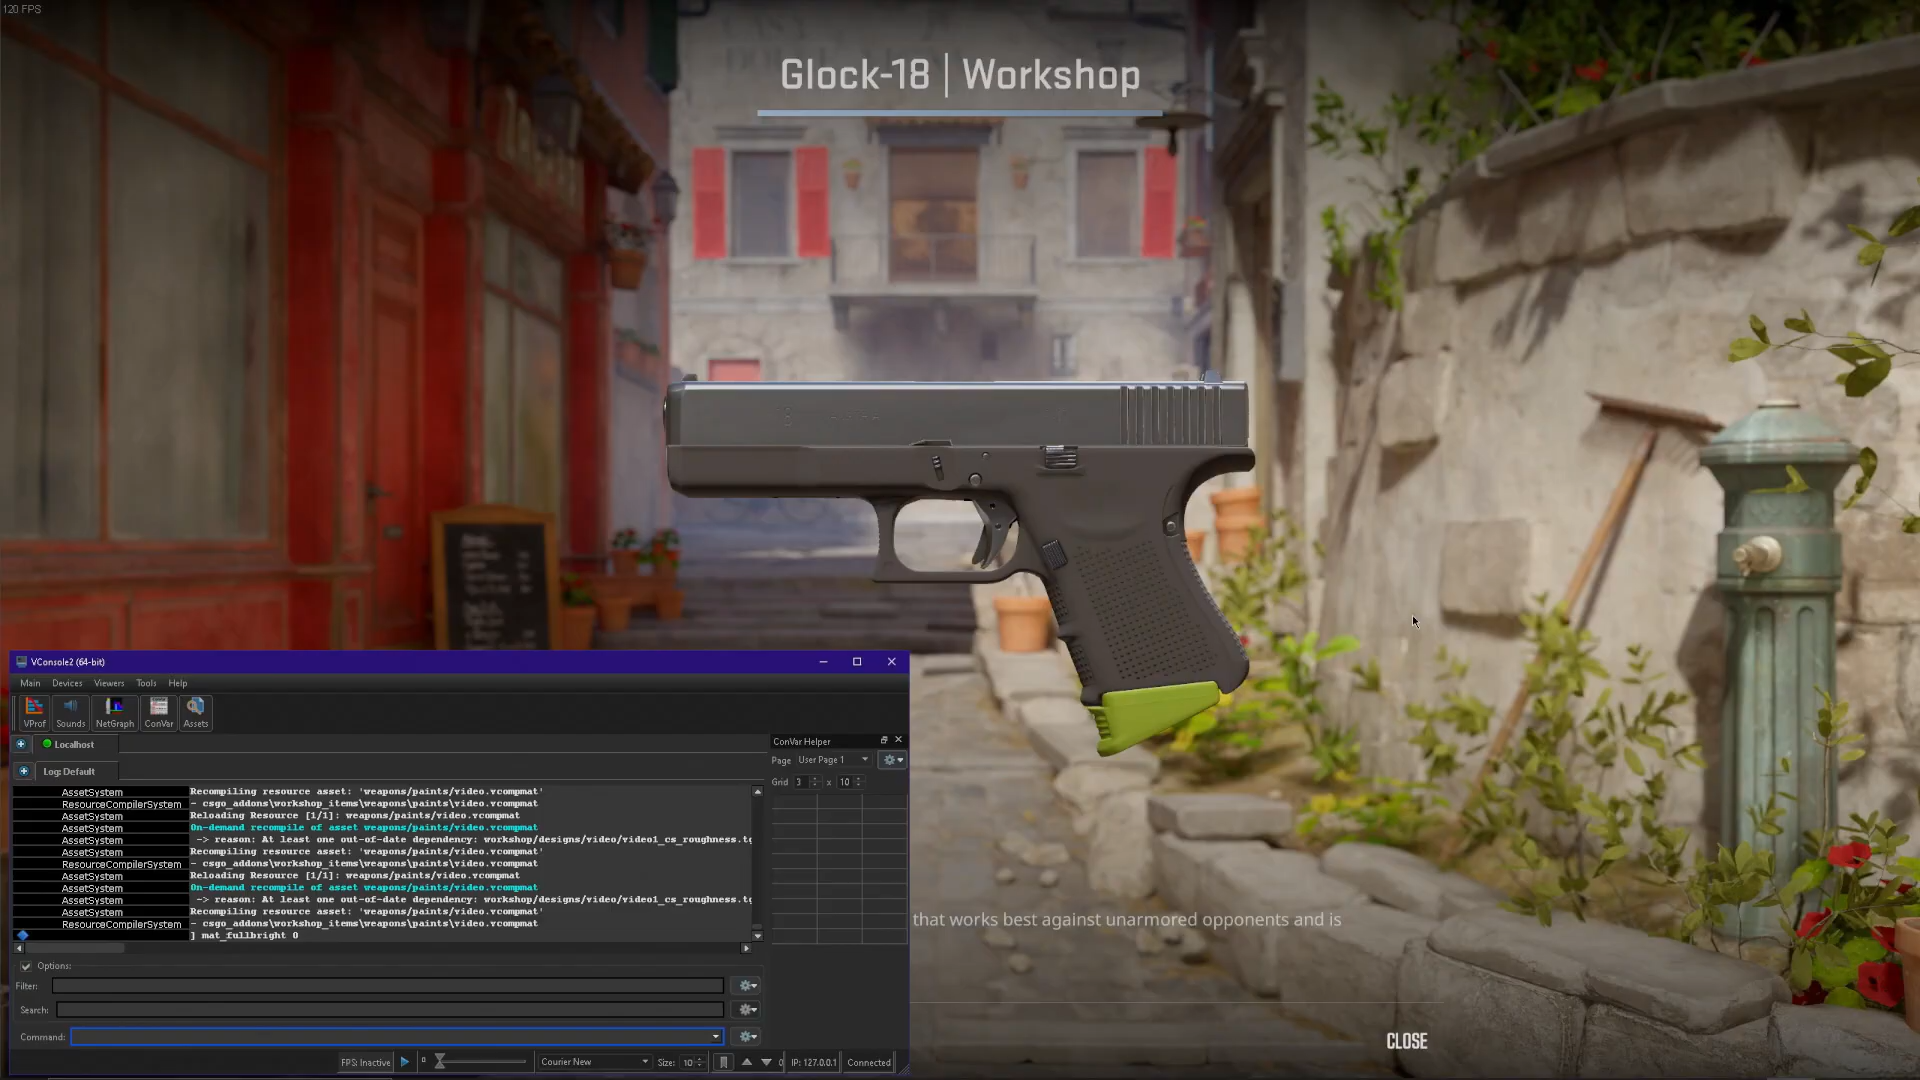 120 FPS
Glock-18 | Workshop
VConsole2 (64-bit)
Main Devices Viewers Tools Help
VProf Sounds NetGraph ConVar Assets
Localhost
ConVar Helper
Page User Page 1
Log: Default
Grid 3 x 10
AssetSystem Recompiling resource asset: 'weapons/paints/video.vcompmat'
ResourceCompilerSystem - csgo_addons\workshop_items\weapons/paints/video.vcompmat
AssetSystem Reloading Resource [1/1]: weapons/paints/video.vcompmat
AssetSystem On-demand recompile of asset weapons/paints/video.vcompmat
AssetSystem -> reason: At least one out-of-date dependency: workshop/designs/video/video1_cs_roughness.tg
AssetSystem Recompiling resource asset: 'weapons/paints/video.vcompmat'
ResourceCompilerSystem - csgo_addons\workshop_items\weapons/paints/video.vcompmat
AssetSystem Reloading Resource [1/1]: weapons/paints/video.vcompmat
AssetSystem On-demand recompile of asset weapons/paints/video.vcompmat
AssetSystem -> reason: At least one out-of-date dependency: workshop/designs/video/video1_cs_roughness.tg
AssetSystem Recompiling resource asset: 'weapons/paints/video.vcompmat'
ResourceCompilerSystem - csgo_addons\workshop_items\weapons/paints/video.vcompmat
] mat_fullbright 0
that works best against unarmored opponents and is
Options:
Filter:
Search:
Command:
CLOSE
FPS: Inactive 0 Courier New Size: 10 IP: 127.0.0.1 Connected